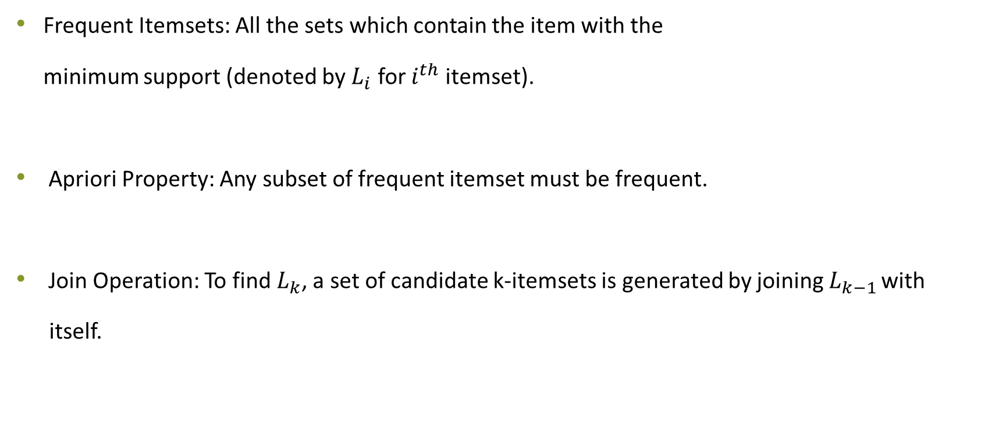 • Frequent Itemsets: All the sets which contain the item with the
minimum support (denoted by $L_i$ for $i^{th}$ itemset).
• Apriori Property: Any subset of frequent itemset must be frequent.
• Join Operation: To find $L_k$, a set of candidate k-itemsets is generated by joining $L_{k-1}$ with
itself.